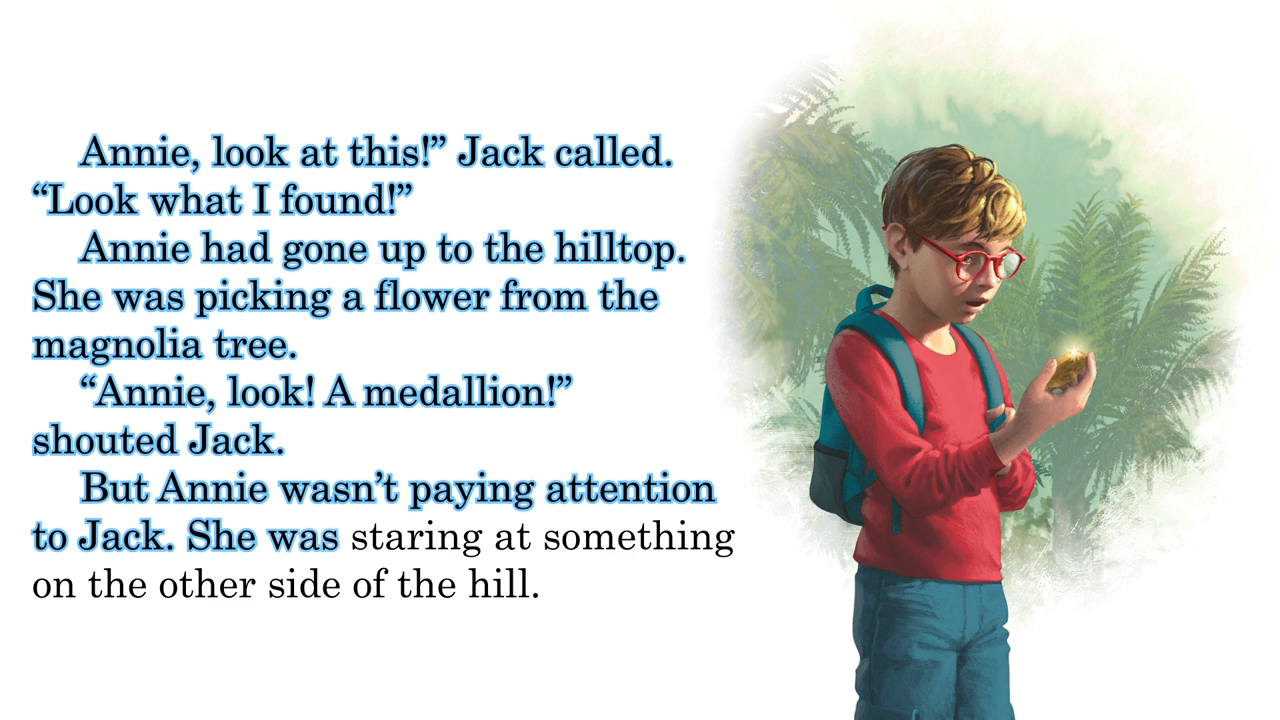 Annie, look at this!” Jack called.
“Look what I found!”
Annie had gone up to the hilltop.
She was picking a flower from the
magnolia tree.
“Annie, look! A medallion!”
shouted Jack.
But Annie wasn’t paying attention
to Jack. She was staring at something
on the other side of the hill.